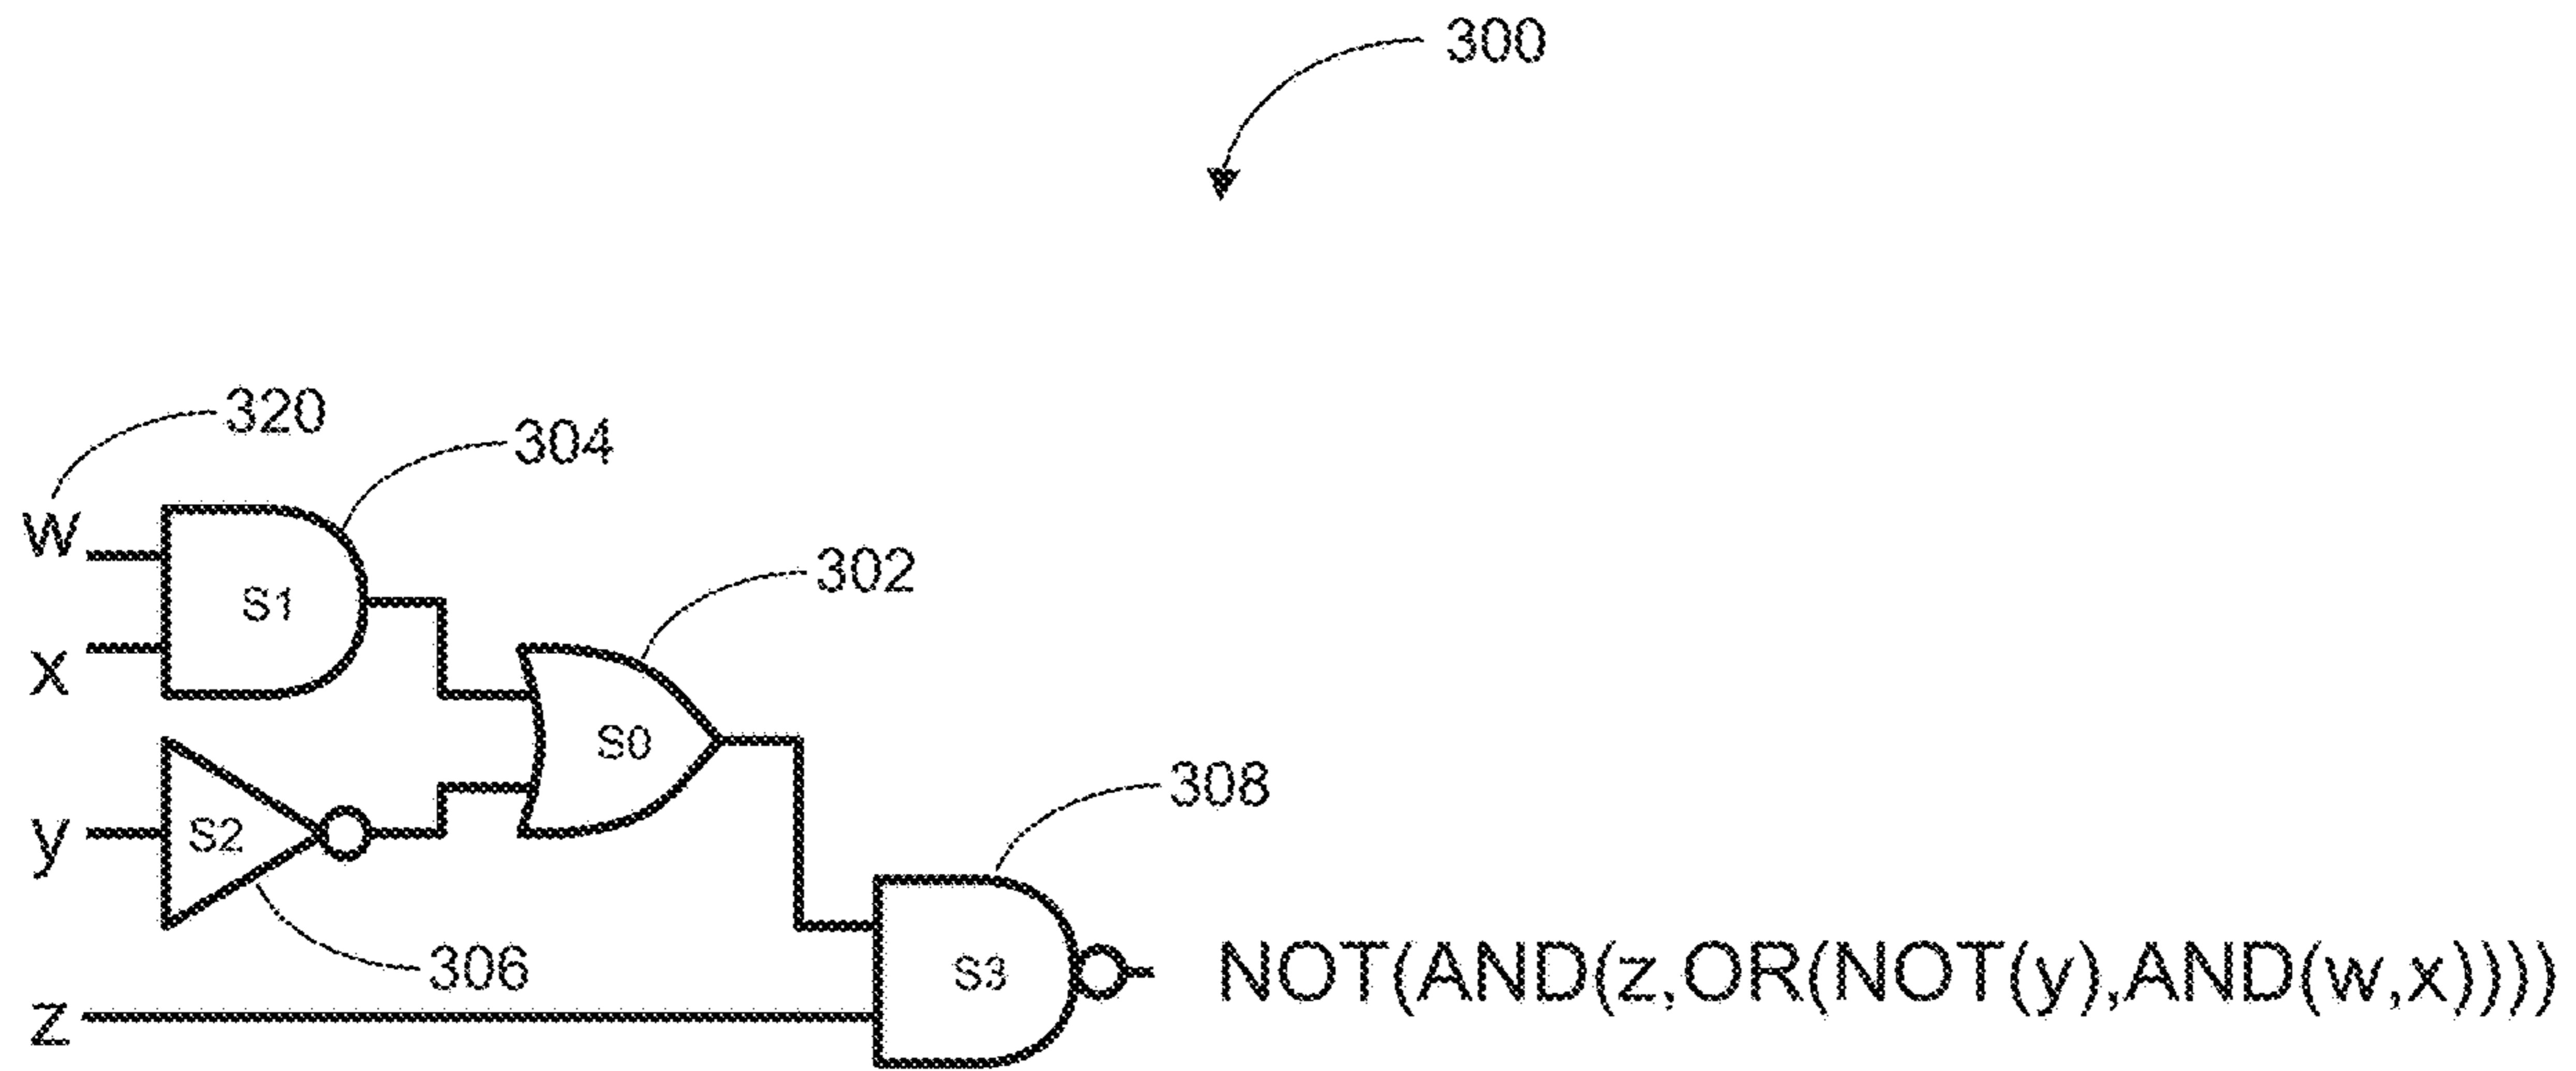 300
320
304
w
302
S1
x
S0
308
y
S2
306
S3
NOT(AND(z,OR(NOT(y),AND(w,x))))
z